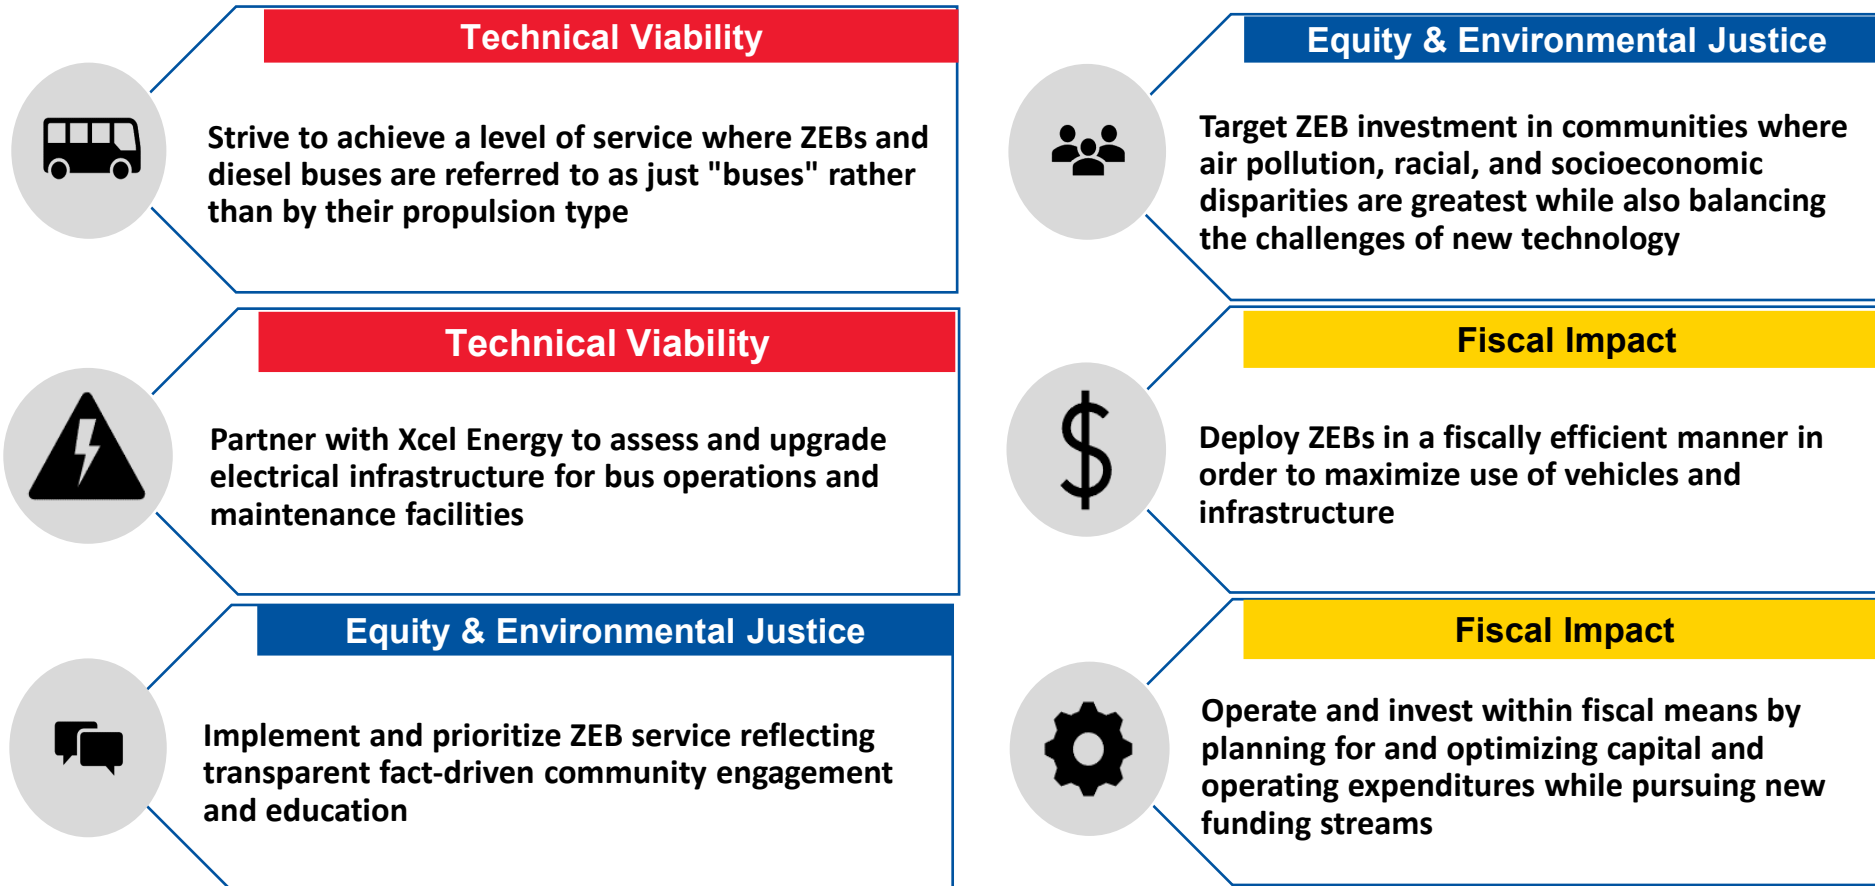 Technical Viability
Strive to achieve a level of service where ZEBs and
diesel buses are referred to as just "buses" rather
than by their propulsion type
Technical Viability
Partner with Xcel Energy to assess and upgrade
electrical infrastructure for bus operations and
maintenance facilities
Equity & Environmental Justice
Implement and prioritize ZEB service reflecting
transparent fact-driven community engagement
and education
Equity & Environmental Justice
Target ZEB investment in communities where
air pollution, racial, and socioeconomic
disparities are greatest while also balancing
the challenges of new technology
Fiscal Impact
$
Deploy ZEBs in a fiscally efficient manner in
order to maximize use of vehicles and
infrastructure
Fiscal Impact
Operate and invest within fiscal means by
planning for and optimizing capital and
operating expenditures while pursuing new
funding streams